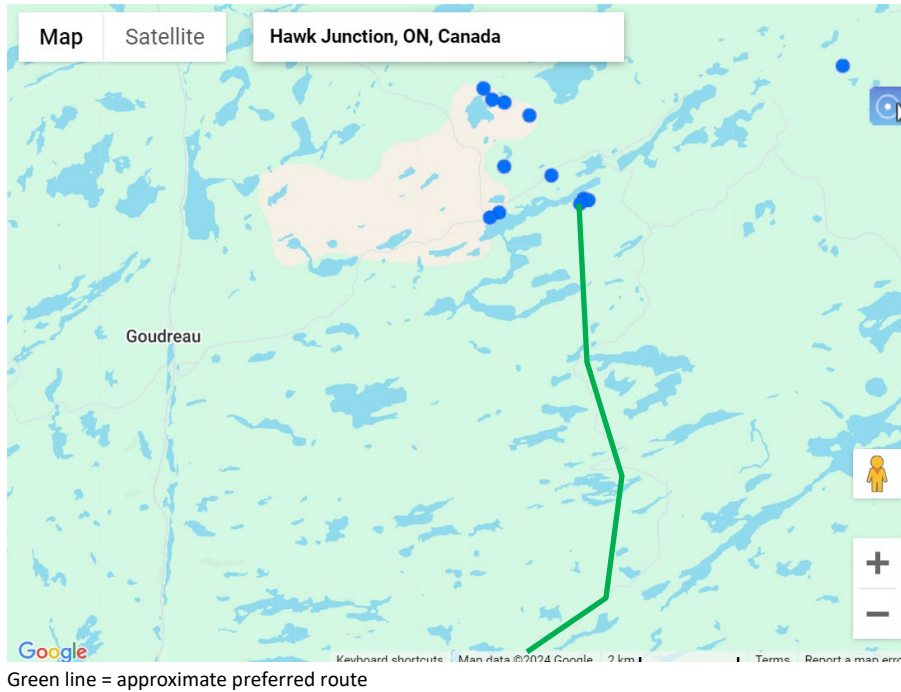 Map Satellite Hawk Junction, ON, Canada
Goudreau
Google
Keyboard shortcuts Map data ©2024 Google 2 km Terms Report a map erro
Green line = approximate preferred route